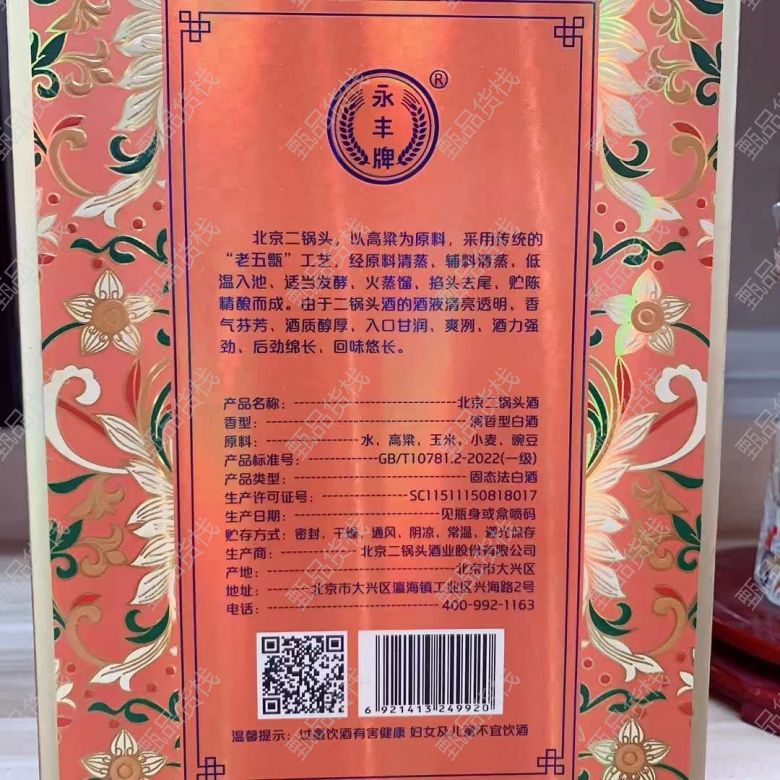 永丰牌®
北京二锅头，以高粱为原料，采用传统的
“老五甑”工艺，经原料清蒸、辅料清蒸、低
温入池、适当发酵、火蒸馏、掐头去尾、贮陈
精酿而成。由于二锅头酒的酒液清亮透明，香
气芬芳、酒质醇厚、入口甘润、爽洌、酒力强
劲、后劲绵长、回味悠长。
产品名称：北京二锅头酒
香型：清香型白酒
原料：水、高粱、玉米、小麦、豌豆
产品标准号：GB/T10781.2-2022(一级)
产品类型：固态法白酒
生产许可证号：SC11511150818017
生产日期：见瓶身或盒喷码
贮存方式：密封、干燥、通风、阴凉、常温、避光保存
生产商：北京二锅头酒业股份有限公司
产地：北京市大兴区
地址：北京市大兴区瀛海镇工业区兴海路2号
电话：400-992-1163
6 921413 249920
温馨提示：过量饮酒有害健康 妇女及儿童不宜饮酒
甄品货栈